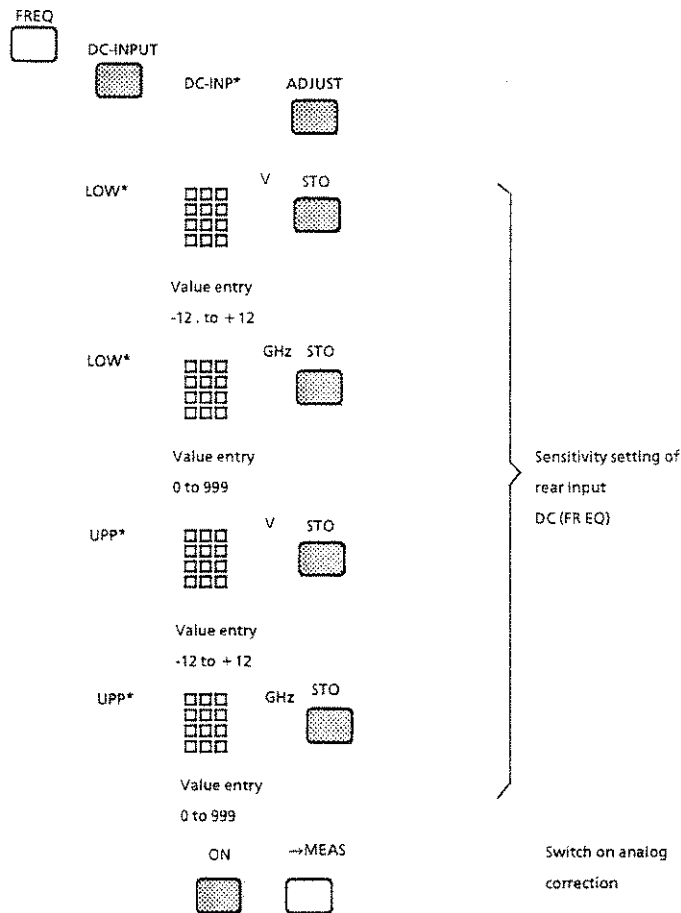 FREQ
DC-INPUT
DC-INP* ADJUST
LOW* V STO
Value entry
-12 . to + 12
LOW* GHz STO
Value entry
0 to 999
Sensitivity setting of
rear input
DC (FR EQ)
UPP* V STO
Value entry
-12 to + 12
UPP* GHz STO
Value entry
0 to 999
ON →MEAS
Switch on analog
correction